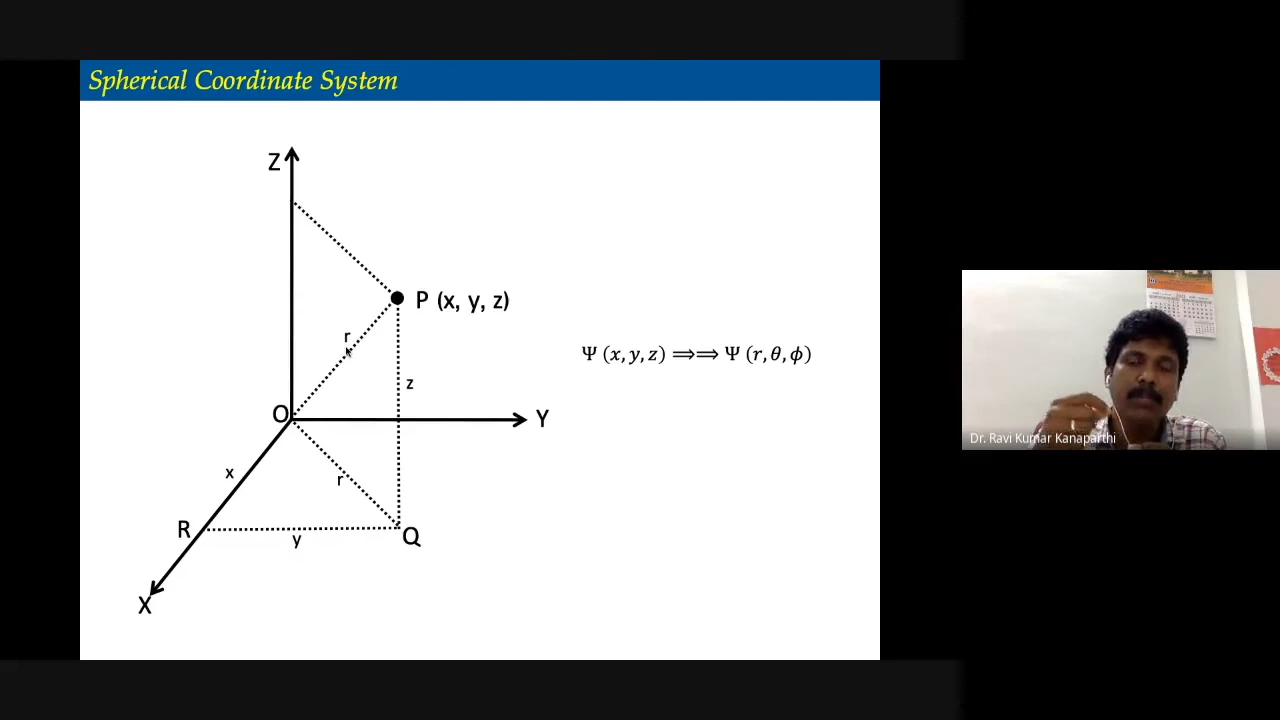 Spherical Coordinate System
Z
P (x, y, z)
r
Ψ (x, y, z) ⟹⟹ Ψ (r, θ, ϕ)
z
O
Y
x
r
R
y
Q
X
Dr. Ravi Kumar Kanaparthi